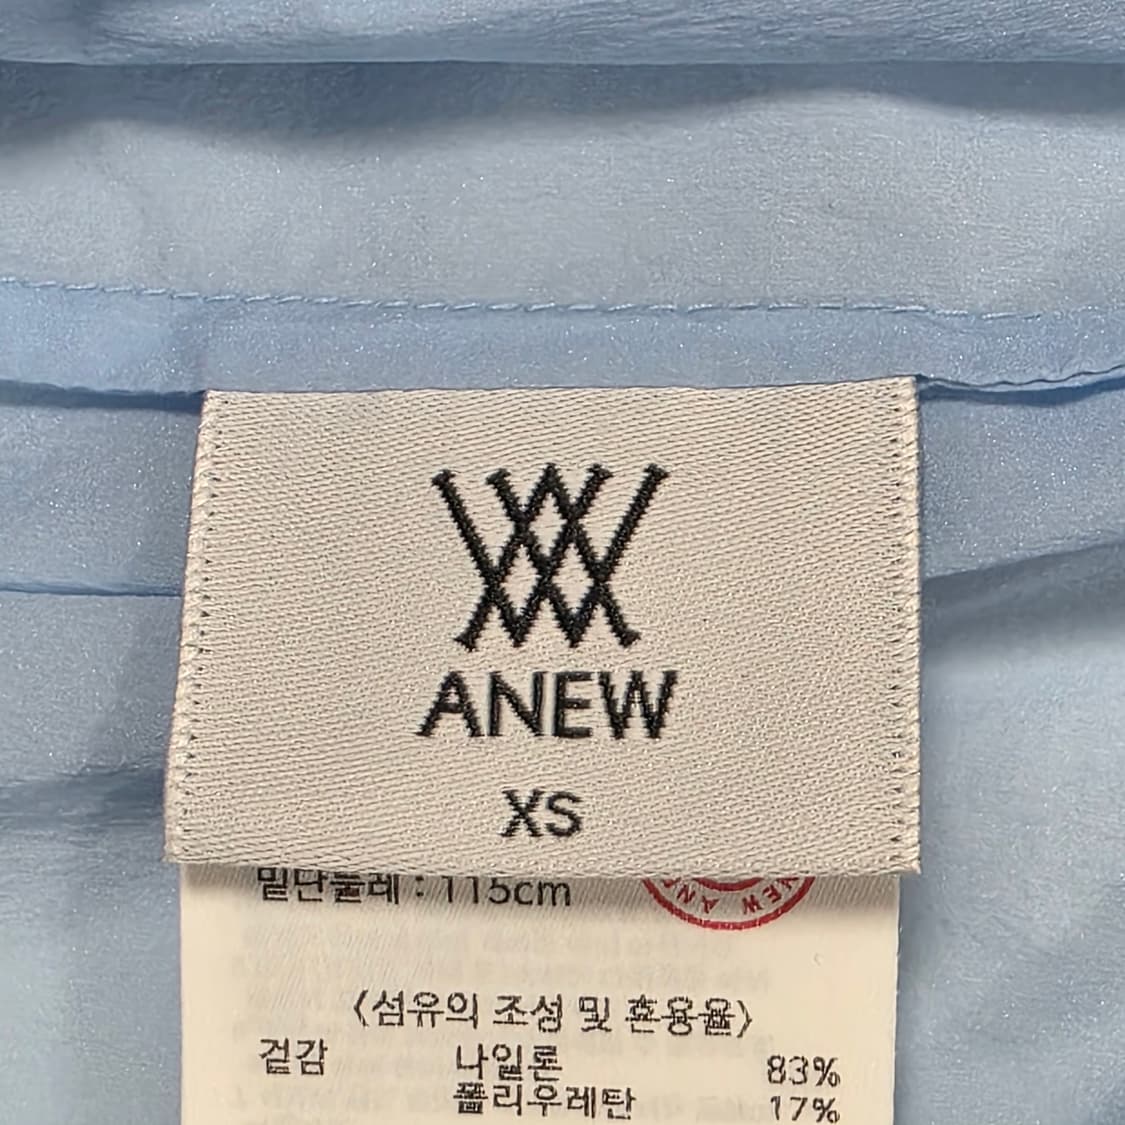 ANEW
XS
밑단둘레 : 115cm
ANEW
〈섬유의 조성 및 혼용율〉
겉감 나일론 83%
폴리우레탄 17%